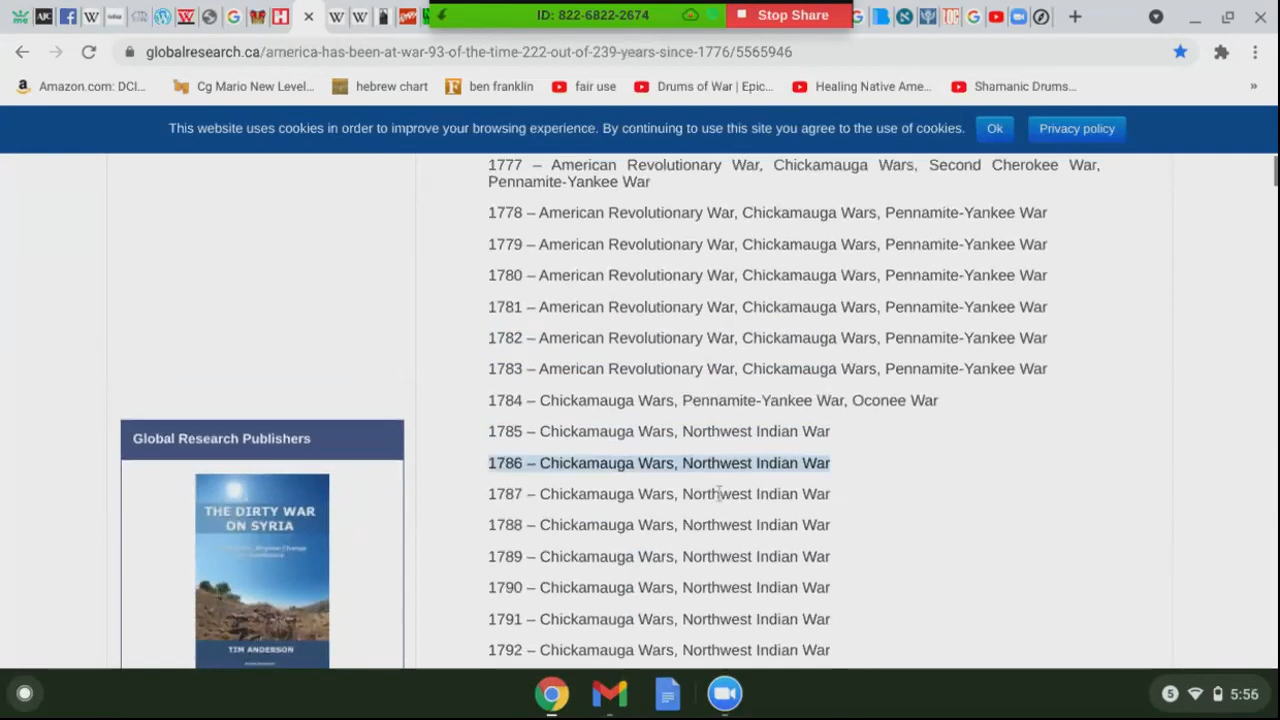 ID: 822-6822-2674
Stop Share
globalresearch.ca/america-has-been-at-war-93-of-the-time-222-out-of-239-years-since-1776/5565946
Amazon.com: DCI...
Cg Mario New Level...
hebrew chart
ben franklin
fair use
Drums of War | Epic...
Healing Native Ame...
Shamanic Drums...
»
This website uses cookies in order to improve your browsing experience. By continuing to use this site you agree to the use of cookies.
Ok
Privacy policy
1777 – American Revolutionary War, Chickamauga Wars, Second Cherokee War,
Pennamite-Yankee War
1778 – American Revolutionary War, Chickamauga Wars, Pennamite-Yankee War
1779 – American Revolutionary War, Chickamauga Wars, Pennamite-Yankee War
1780 – American Revolutionary War, Chickamauga Wars, Pennamite-Yankee War
1781 – American Revolutionary War, Chickamauga Wars, Pennamite-Yankee War
1782 – American Revolutionary War, Chickamauga Wars, Pennamite-Yankee War
1783 – American Revolutionary War, Chickamauga Wars, Pennamite-Yankee War
1784 – Chickamauga Wars, Pennamite-Yankee War, Oconee War
1785 – Chickamauga Wars, Northwest Indian War
1786 – Chickamauga Wars, Northwest Indian War
1787 – Chickamauga Wars, Northwest Indian War
1788 – Chickamauga Wars, Northwest Indian War
1789 – Chickamauga Wars, Northwest Indian War
1790 – Chickamauga Wars, Northwest Indian War
1791 – Chickamauga Wars, Northwest Indian War
1792 – Chickamauga Wars, Northwest Indian War
Global Research Publishers
THE DIRTY WAR
ON SYRIA
TIM ANDERSON
5
5:56